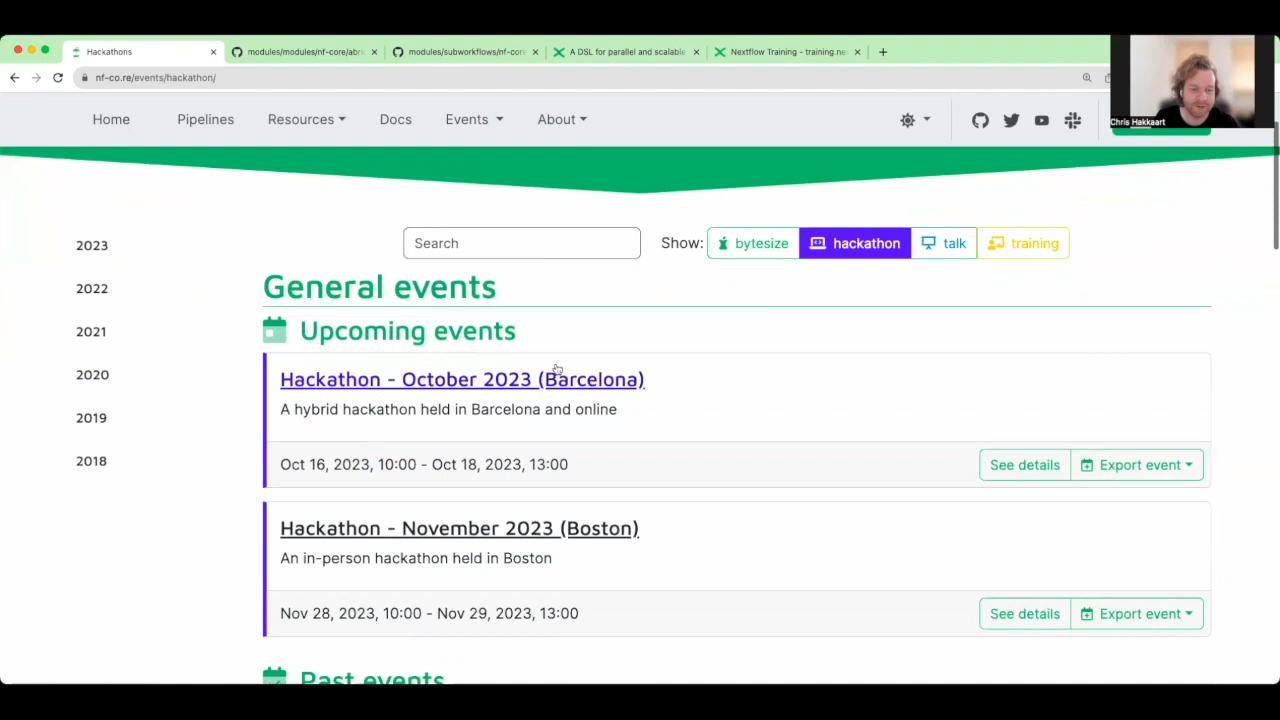 Hackathons
modules/modules/nf-core/abri
modules/subworkflows/nf-core
A DSL for parallel and scalable
Nextflow Training - training.ne
nf-co.re/events/hackathon/
Chris Hakkaart
Home
Pipelines
Resources
Docs
Events
About
2023
2022
2021
2020
2019
2018
Search
Show:
bytesize
hackathon
talk
training
General events
Upcoming events
Hackathon - October 2023 (Barcelona)
A hybrid hackathon held in Barcelona and online
Oct 16, 2023, 10:00 - Oct 18, 2023, 13:00
See details
Export event
Hackathon - November 2023 (Boston)
An in-person hackathon held in Boston
Nov 28, 2023, 10:00 - Nov 29, 2023, 13:00
See details
Export event
Past events